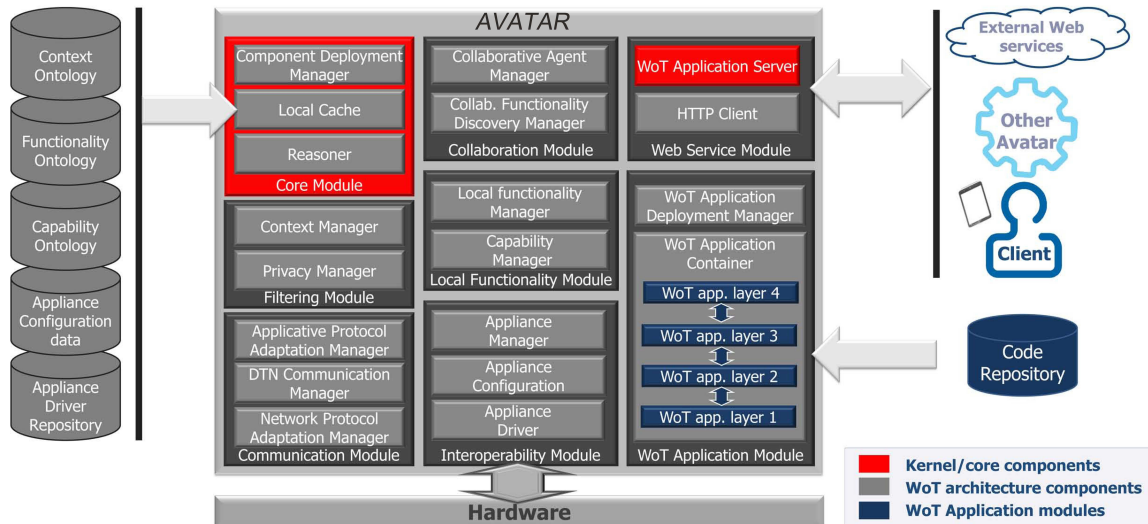 AVATAR
Context
Ontology
Functionality
Ontology
Capability
Ontology
Appliance
Configuration
data
Appliance
Driver
Repository
Component Deployment
Manager
Local Cache
Reasoner
Core Module
Context Manager
Privacy Manager
Filtering Module
Applicative Protocol
Adaptation Manager
DTN Communication
Manager
Network Protocol
Adaptation Manager
Communication Module
Collaborative Agent
Manager
Collab. Functionality
Discovery Manager
Collaboration Module
Local functionality
Manager
Capability
Manager
Local Functionality Module
Appliance
Manager
Appliance
Configuration
Appliance
Driver
Interoperability Module
WoT Application Server
HTTP Client
Web Service Module
WoT Application
Deployment Manager
WoT Application
Container
WoT app. layer 4
WoT app. layer 3
WoT app. layer 2
WoT app. layer 1
WoT Application Module
External Web
services
Other
Avatar
Client
Code
Repository
Hardware
Kernel/core components
WoT architecture components
WoT Application modules